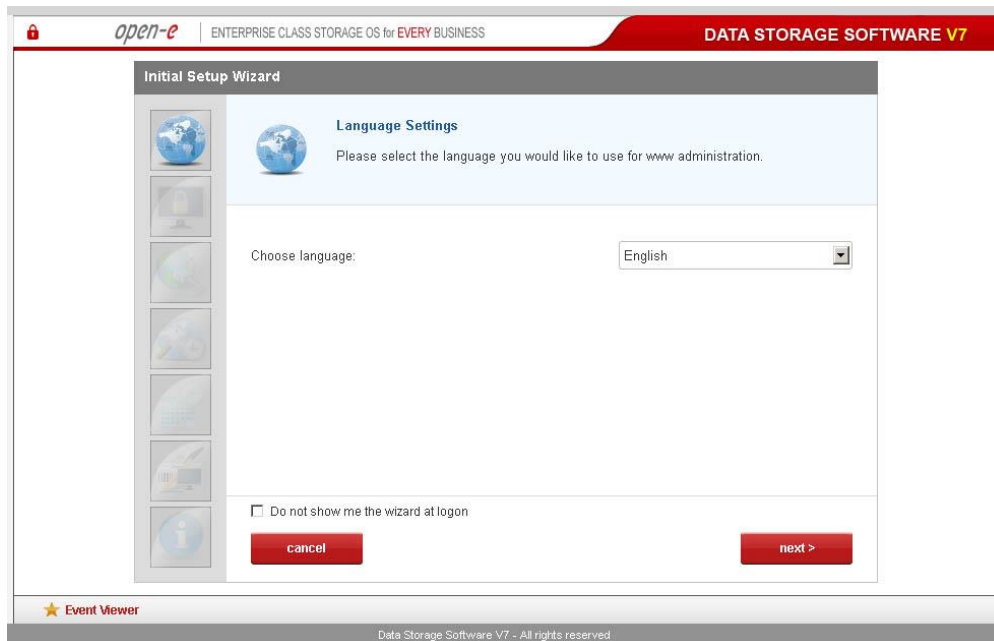 open-e ENTERPRISE CLASS STORAGE OS for EVERY BUSINESS DATA STORAGE SOFTWARE V7
Initial Setup Wizard
Language Settings
Please select the language you would like to use for www administration.
Choose language: English
Do not show me the wizard at logon
cancel next >
Event Viewer
Data Storage Software V7 - All rights reserved